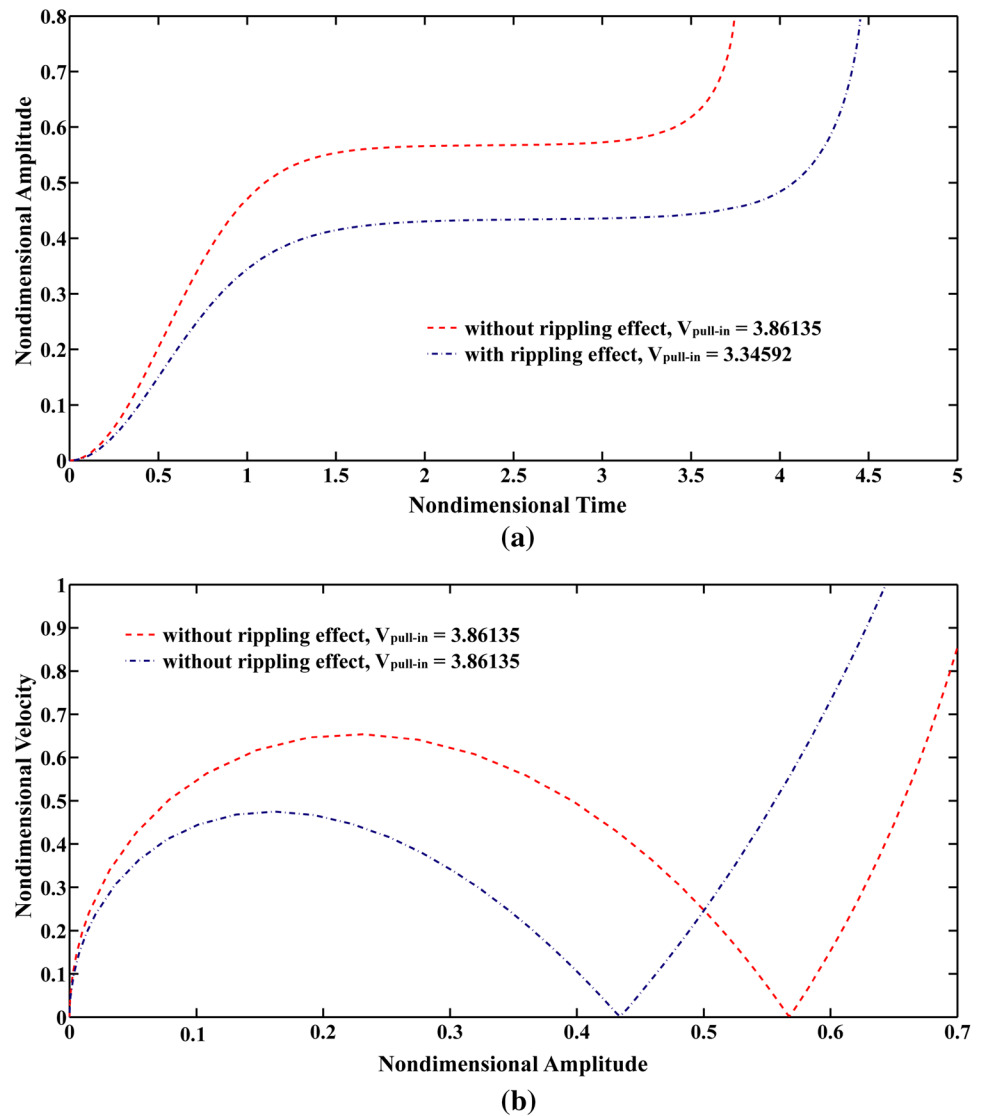 0.8
0.7
0.6
0.5
0.4
0.3
0.2
0.1
0
Nondimensional Amplitude
without rippling effect, Vpull-in = 3.86135
with rippling effect, Vpull-in = 3.34592
0 0.5 1 1.5 2 2.5 3 3.5 4 4.5 5
Nondimensional Time
(a)
1
0.9
0.8
0.7
0.6
0.5
0.4
0.3
0.2
0.1
0
Nondimensional Velocity
without rippling effect, Vpull-in = 3.86135
without rippling effect, Vpull-in = 3.86135
0 0.1 0.2 0.3 0.4 0.5 0.6 0.7
Nondimensional Amplitude
(b)